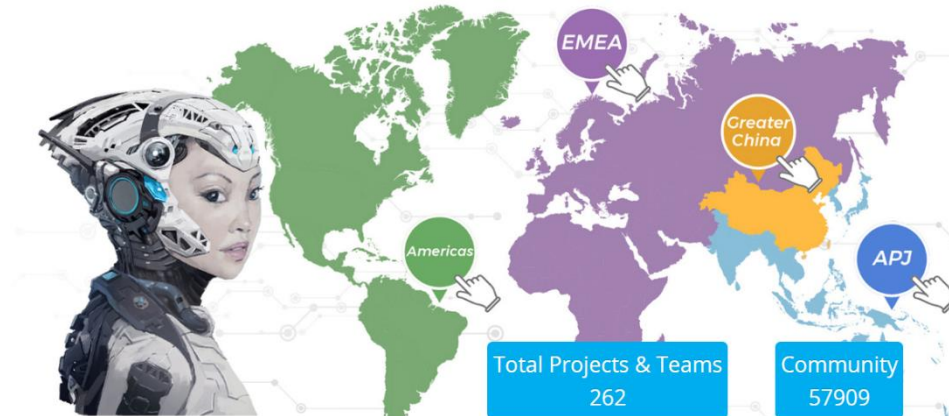 EMEA
Greater
China
Americas
APJ
Total Projects & Teams
262
Community
57909